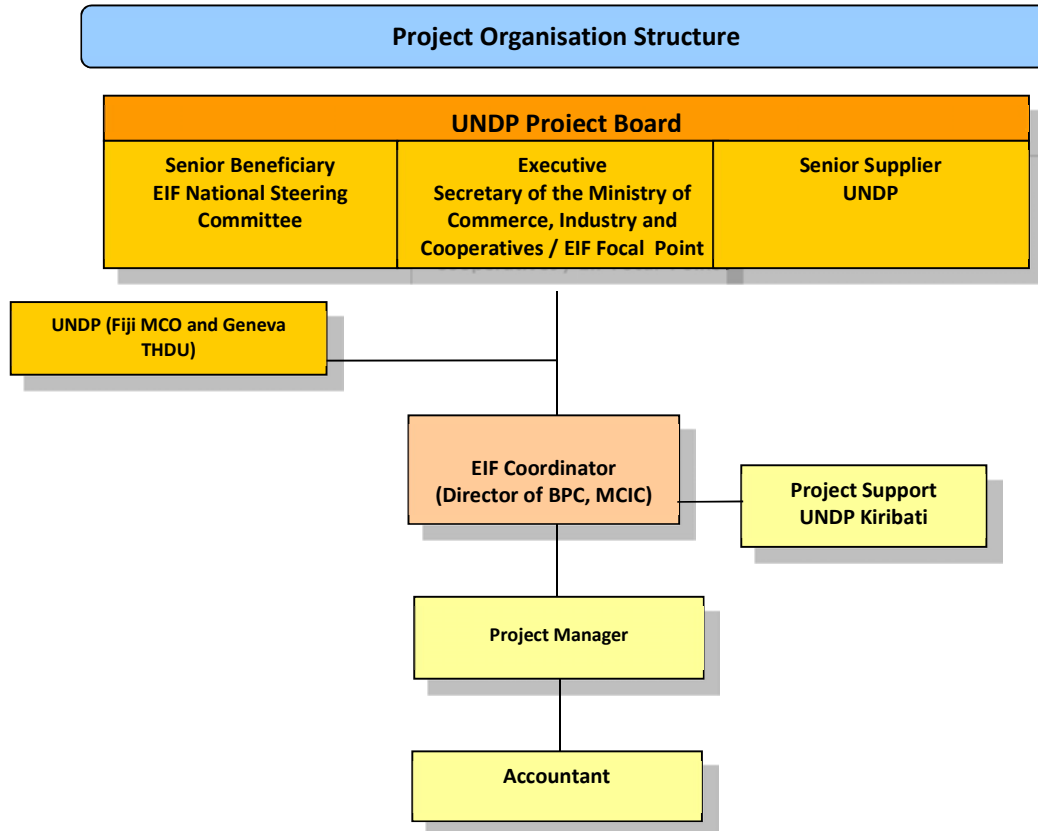 Project Organisation Structure
UNDP Project Board
Senior Beneficiary
EIF National Steering
Committee
Executive
Secretary of the Ministry of
Commerce, Industry and
Cooperatives / EIF Focal Point
Senior Supplier
UNDP
UNDP (Fiji MCO and Geneva
THDU)
EIF Coordinator
(Director of BPC, MCIC)
Project Support
UNDP Kiribati
Project Manager
Accountant